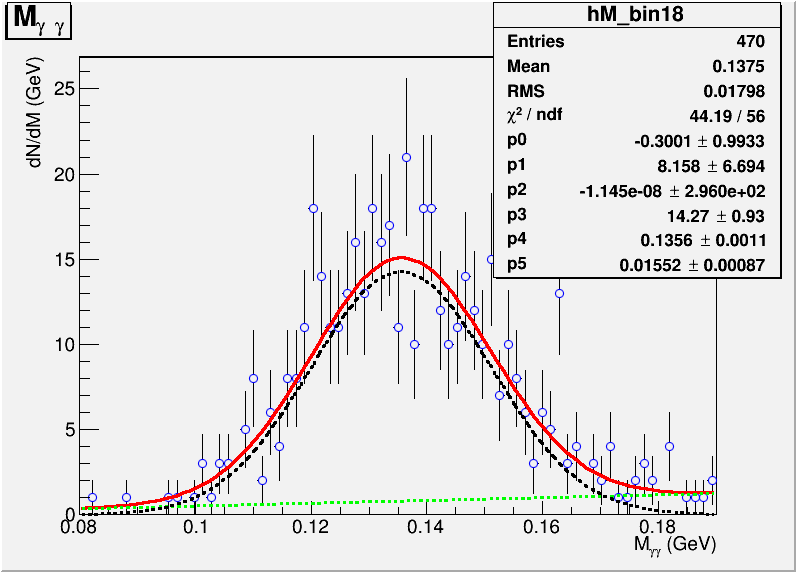 Mγ γ
hM_bin18
Entries 470
Mean 0.1375
RMS 0.01798
χ² / ndf 44.19 / 56
p0 -0.3001 ± 0.9933
p1 8.158 ± 6.694
p2 -1.145e-08 ± 2.960e+02
p3 14.27 ± 0.93
p4 0.1356 ± 0.0011
p5 0.01552 ± 0.00087
dN/dM (GeV)
25
20
15
10
5
0
0.08 0.1 0.12 0.14 0.16 0.18
Mγγ (GeV)